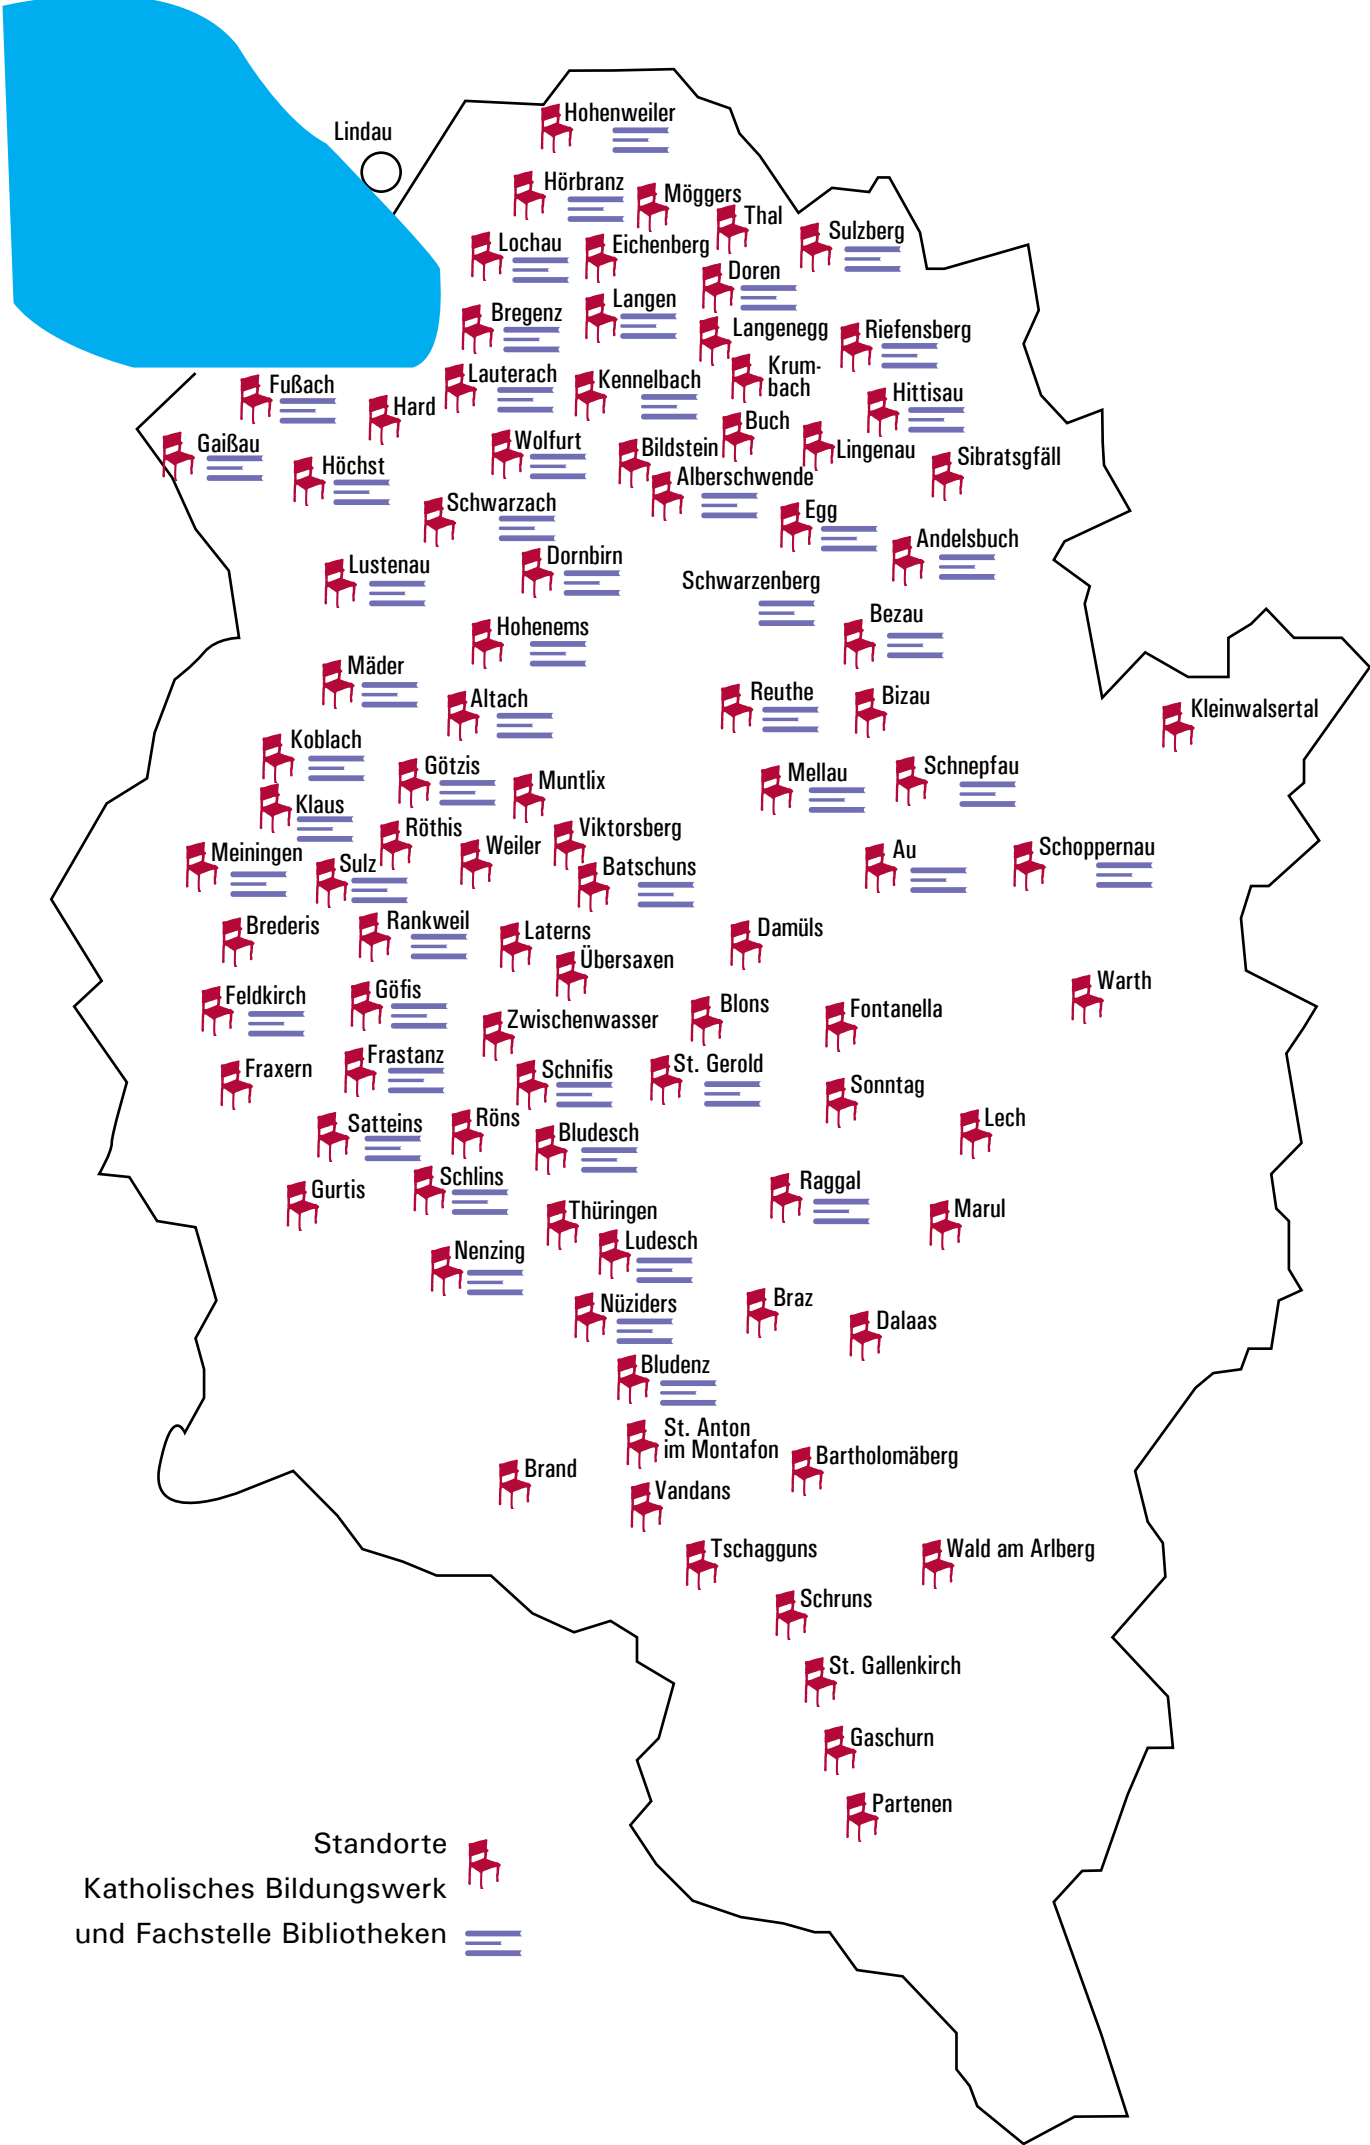 Lindau
Hohenweiler
Hörbranz
Möggers
Thal
Sulzberg
Lochau
Eichenberg
Doren
Bregenz
Langen
Langenegg
Riefensberg
Lauterach
Kennelbach
Krum-
bach
Fußach
Hard
Hittisau
Buch
Gaißau
Höchst
Wolfurt
Bildstein
Lingenau
Sibratsgfäll
Alberschwende
Schwarzach
Egg
Andelsbuch
Lustenau
Dornbirn
Schwarzenberg
Bezau
Hohenems
Mäder
Altach
Reuthe
Bizau
Kleinwalsertal
Koblach
Götzis
Muntlix
Mellau
Schnepfau
Klaus
Röthis
Weiler
Viktorsberg
Meiningen
Sulz
Batschuns
Au
Schoppernau
Brederis
Rankweil
Laterns
Damüls
Übersaxen
Warth
Feldkirch
Göfis
Zwischenwasser
Blons
Fontanella
Fraxern
Frastanz
Schnifis
St. Gerold
Sonntag
Satteins
Röns
Bludesch
Lech
Gurtis
Schlins
Raggal
Marul
Thüringen
Nenzing
Ludesch
Nüziders
Braz
Dalaas
Bludenz
St. Anton
im Montafon
Bartholomäberg
Brand
Vandans
Tschagguns
Wald am Arlberg
Schruns
St. Gallenkirch
Gaschurn
Partenen
Standorte
Katholisches Bildungswerk
und Fachstelle Bibliotheken